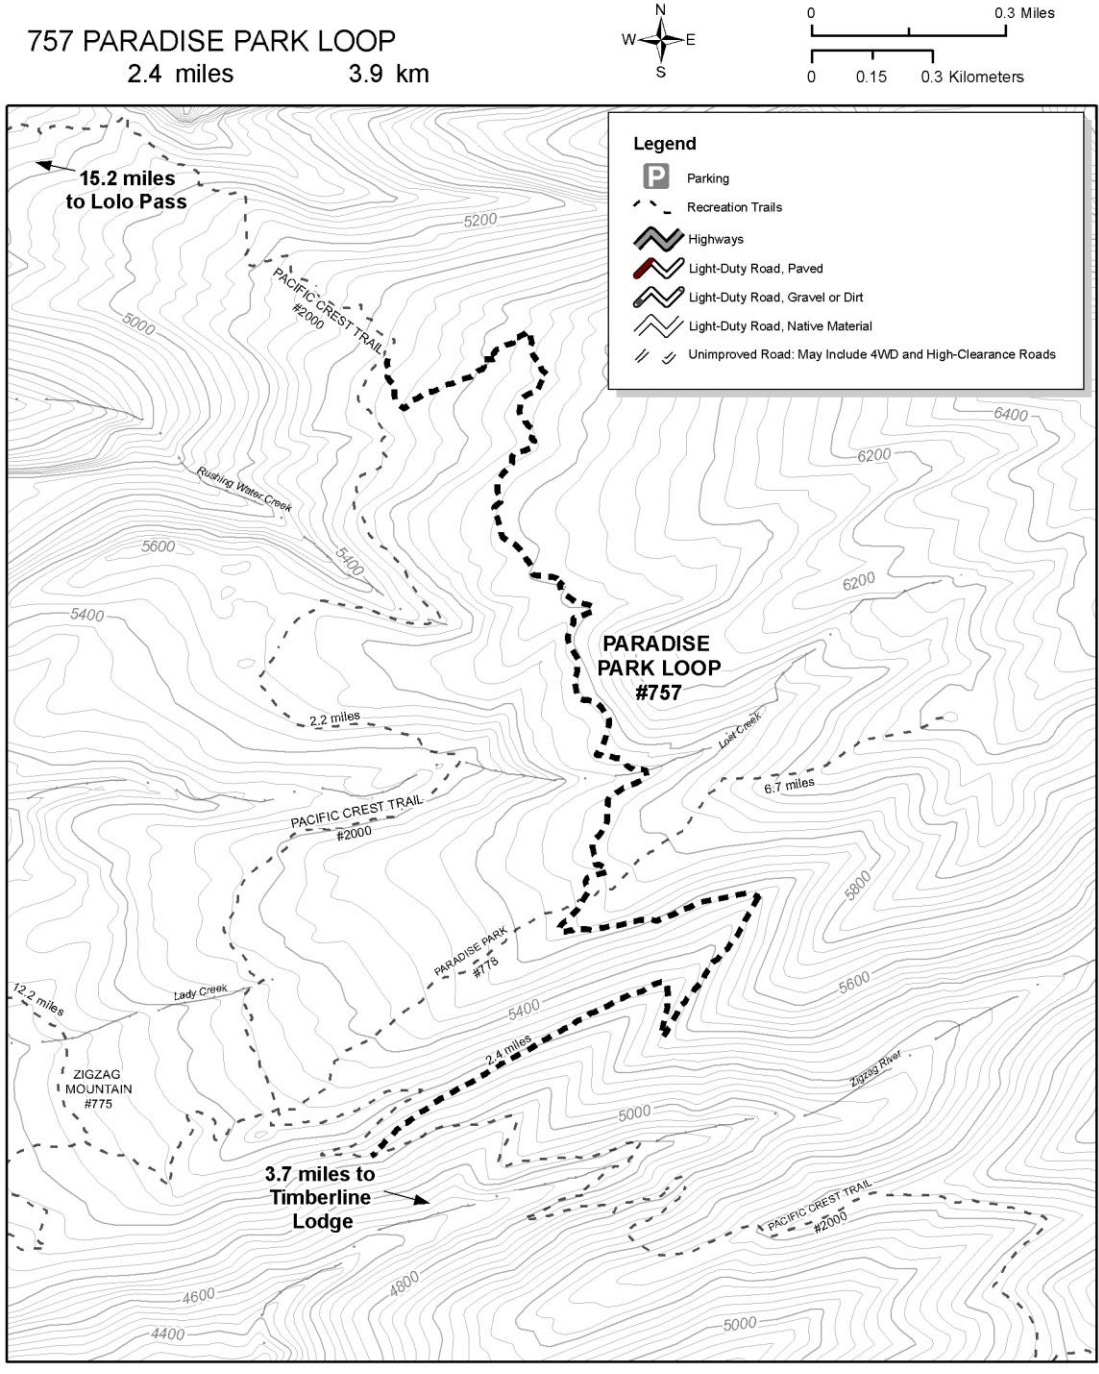 757 PARADISE PARK LOOP
2.4 miles 3.9 km
N
W E
S
0 0.3 Miles
0 0.15 0.3 Kilometers
Legend
P Parking
Recreation Trails
Highways
Light-Duty Road, Paved
Light-Duty Road, Gravel or Dirt
Light-Duty Road, Native Material
Unimproved Road: May Include 4WD and High-Clearance Roads
15.2 miles
to Lolo Pass
5200
PACIFIC CREST TRAIL
#2000
5000
6400
6200
Rushing Water Creek
5600
5400
6200
5400
PARADISE
PARK LOOP
#757
2.2 miles
Lost Creek
6.7 miles
PACIFIC CREST TRAIL
#2000
5800
PARADISE PARK
#778
5600
Lady Creek
12.2 miles
5400
2.4 miles
Zigzag River
ZIGZAG
MOUNTAIN
#775
5000
3.7 miles to
Timberline
Lodge
PACIFIC CREST TRAIL
#2000
4600
4800
4400
5000